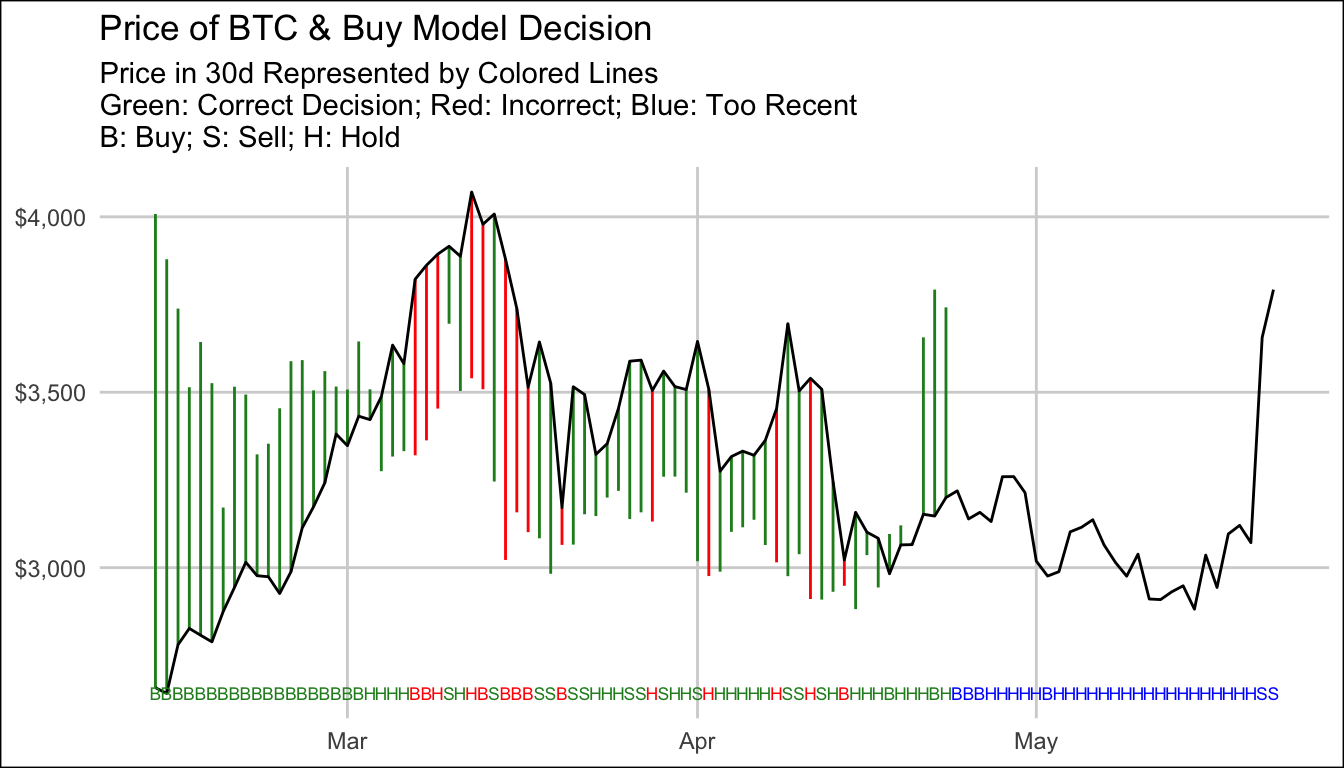 Price of BTC & Buy Model Decision
Price in 30d Represented by Colored Lines
Green: Correct Decision; Red: Incorrect; Blue: Too Recent
B: Buy; S: Sell; H: Hold
$4,000
$3,500
$3,000
BBBBBBBBBBBBBBBBBBBHHHHBBHSHHBSBBBSSBSSHHHSSHSHHSHHHHHHHSSHSHBHHHBHHHBHBBBHHHHHBHHHHHHHHHHHHHHHHHHSS
Mar Apr May